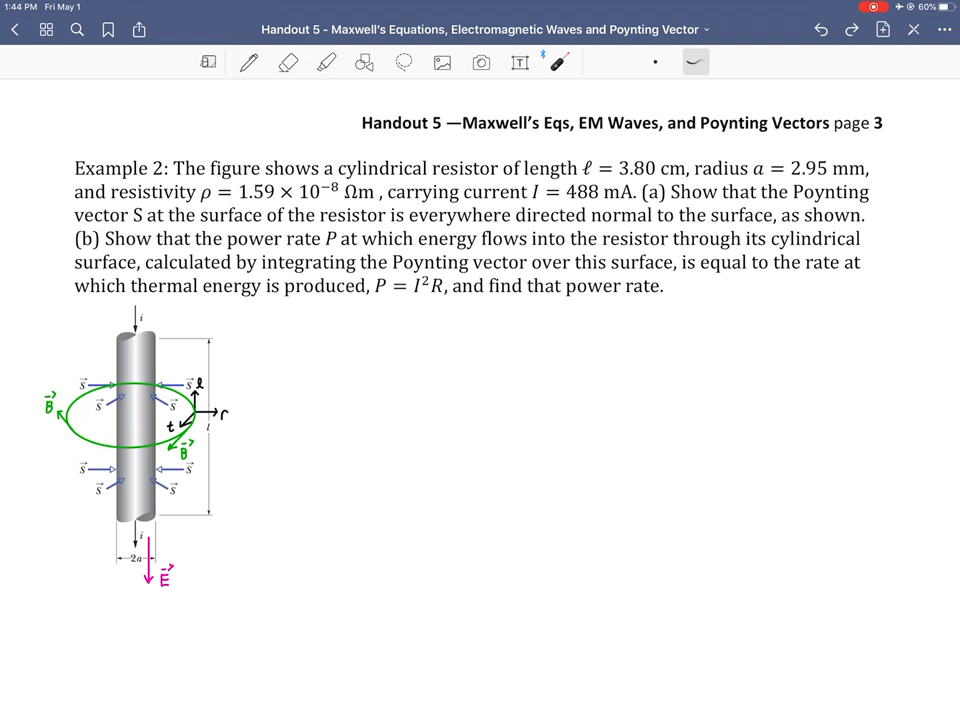 1:44 PM Fri May 1
60%
Handout 5 - Maxwell's Equations, Electromagnetic Waves and Poynting Vector
Handout 5 —Maxwell's Eqs, EM Waves, and Poynting Vectors page 3
Example 2: The figure shows a cylindrical resistor of length ℓ = 3.80 cm, radius a = 2.95 mm,
and resistivity ρ = 1.59 × 10⁻⁸ Ωm , carrying current I = 488 mA. (a) Show that the Poynting
vector S at the surface of the resistor is everywhere directed normal to the surface, as shown.
(b) Show that the power rate P at which energy flows into the resistor through its cylindrical
surface, calculated by integrating the Poynting vector over this surface, is equal to the rate at
which thermal energy is produced, P = I²R, and find that power rate.
i
S⃗ S⃗ ℓ
B⃗ S⃗ S⃗ r
t l
B⃗
S⃗ S⃗
S⃗ S⃗
i
2a
E⃗